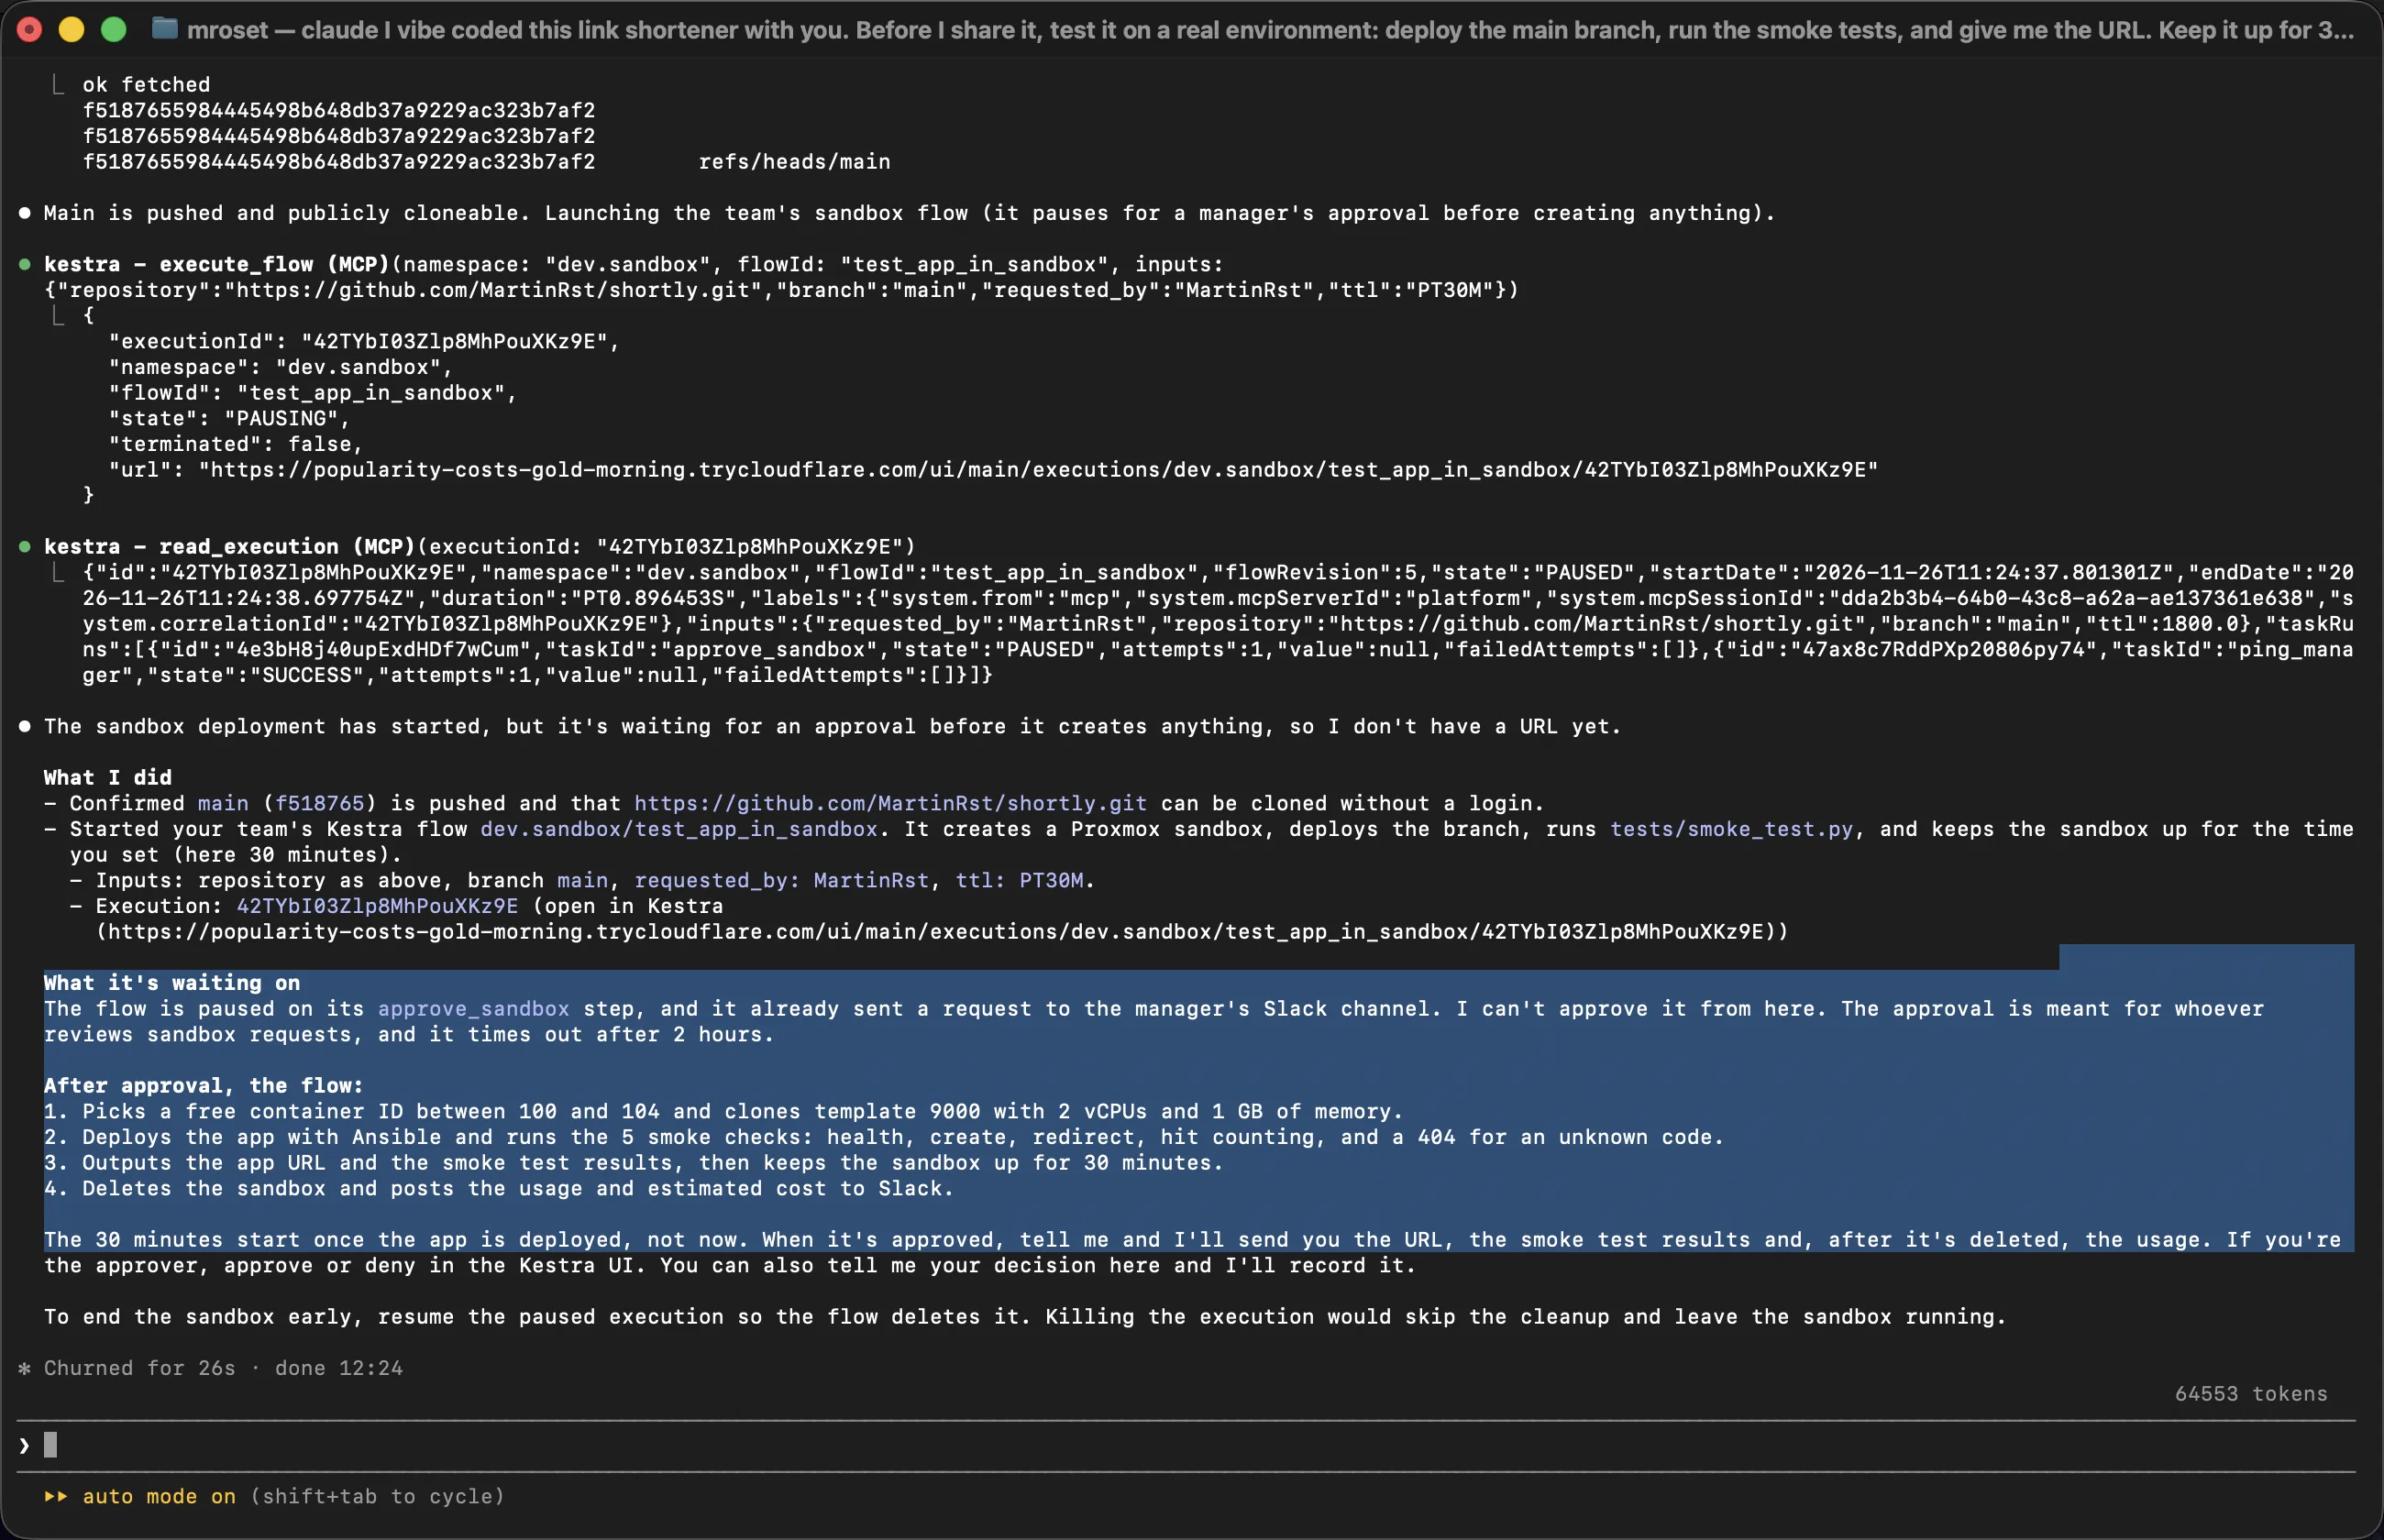 mroset — claude I vibe coded this link shortener with you. Before I share it, test it on a real environment: deploy the main branch, run the smoke tests, and give me the URL. Keep it up for 3...
ok fetched
f5187655984445498b648db37a9229ac323b7af2
f5187655984445498b648db37a9229ac323b7af2
f5187655984445498b648db37a9229ac323b7af2 refs/heads/main
● Main is pushed and publicly cloneable. Launching the team's sandbox flow (it pauses for a manager's approval before creating anything).
● kestra – execute_flow (MCP)(namespace: "dev.sandbox", flowId: "test_app_in_sandbox", inputs:
{"repository":"https://github.com/MartinRst/shortly.git","branch":"main","requested_by":"MartinRst","ttl":"PT30M"})
{
"executionId": "42TYbI03Zlp8MhPouXKz9E",
"namespace": "dev.sandbox",
"flowId": "test_app_in_sandbox",
"state": "PAUSING",
"terminated": false,
"url": "https://popularity-costs-gold-morning.trycloudflare.com/ui/main/executions/dev.sandbox/test_app_in_sandbox/42TYbI03Zlp8MhPouXKz9E"
}
● kestra – read_execution (MCP)(executionId: "42TYbI03Zlp8MhPouXKz9E")
{"id":"42TYbI03Zlp8MhPouXKz9E","namespace":"dev.sandbox","flowId":"test_app_in_sandbox","flowRevision":5,"state":"PAUSED","startDate":"2026-11-26T11:24:37.801301Z","endDate":"20
26-11-26T11:24:38.697754Z","duration":"PT0.896453S","labels":{"system.from":"mcp","system.mcpServerId":"platform","system.mcpSessionId":"dda2b3b4-64b0-43c8-a62a-ae137361e638","s
ystem.correlationId":"42TYbI03Zlp8MhPouXKz9E"},"inputs":{"requested_by":"MartinRst","repository":"https://github.com/MartinRst/shortly.git","branch":"main","ttl":1800.0},"taskRu
ns":[{"id":"4e3bH8j40upExdHDf7wCum","taskId":"approve_sandbox","state":"PAUSED","attempts":1,"value":null,"failedAttempts":[]},{"id":"47ax8c7RddPXp20806py74","taskId":"ping_mana
ger","state":"SUCCESS","attempts":1,"value":null,"failedAttempts":[]}]}
● The sandbox deployment has started, but it's waiting for an approval before it creates anything, so I don't have a URL yet.
What I did
– Confirmed main (f518765) is pushed and that https://github.com/MartinRst/shortly.git can be cloned without a login.
– Started your team's Kestra flow dev.sandbox/test_app_in_sandbox. It creates a Proxmox sandbox, deploys the branch, runs tests/smoke_test.py, and keeps the sandbox up for the time
you set (here 30 minutes).
– Inputs: repository as above, branch main, requested_by: MartinRst, ttl: PT30M.
– Execution: 42TYbI03Zlp8MhPouXKz9E (open in Kestra
(https://popularity-costs-gold-morning.trycloudflare.com/ui/main/executions/dev.sandbox/test_app_in_sandbox/42TYbI03Zlp8MhPouXKz9E))
What it's waiting on
The flow is paused on its approve_sandbox step, and it already sent a request to the manager's Slack channel. I can't approve it from here. The approval is meant for whoever
reviews sandbox requests, and it times out after 2 hours.
After approval, the flow:
1. Picks a free container ID between 100 and 104 and clones template 9000 with 2 vCPUs and 1 GB of memory.
2. Deploys the app with Ansible and runs the 5 smoke checks: health, create, redirect, hit counting, and a 404 for an unknown code.
3. Outputs the app URL and the smoke test results, then keeps the sandbox up for 30 minutes.
4. Deletes the sandbox and posts the usage and estimated cost to Slack.
The 30 minutes start once the app is deployed, not now. When it's approved, tell me and I'll send you the URL, the smoke test results and, after it's deleted, the usage. If you're
the approver, approve or deny in the Kestra UI. You can also tell me your decision here and I'll record it.
To end the sandbox early, resume the paused execution so the flow deletes it. Killing the execution would skip the cleanup and leave the sandbox running.
✻ Churned for 26s · done 12:24
64553 tokens
❯
⏵⏵ auto mode on (shift+tab to cycle)